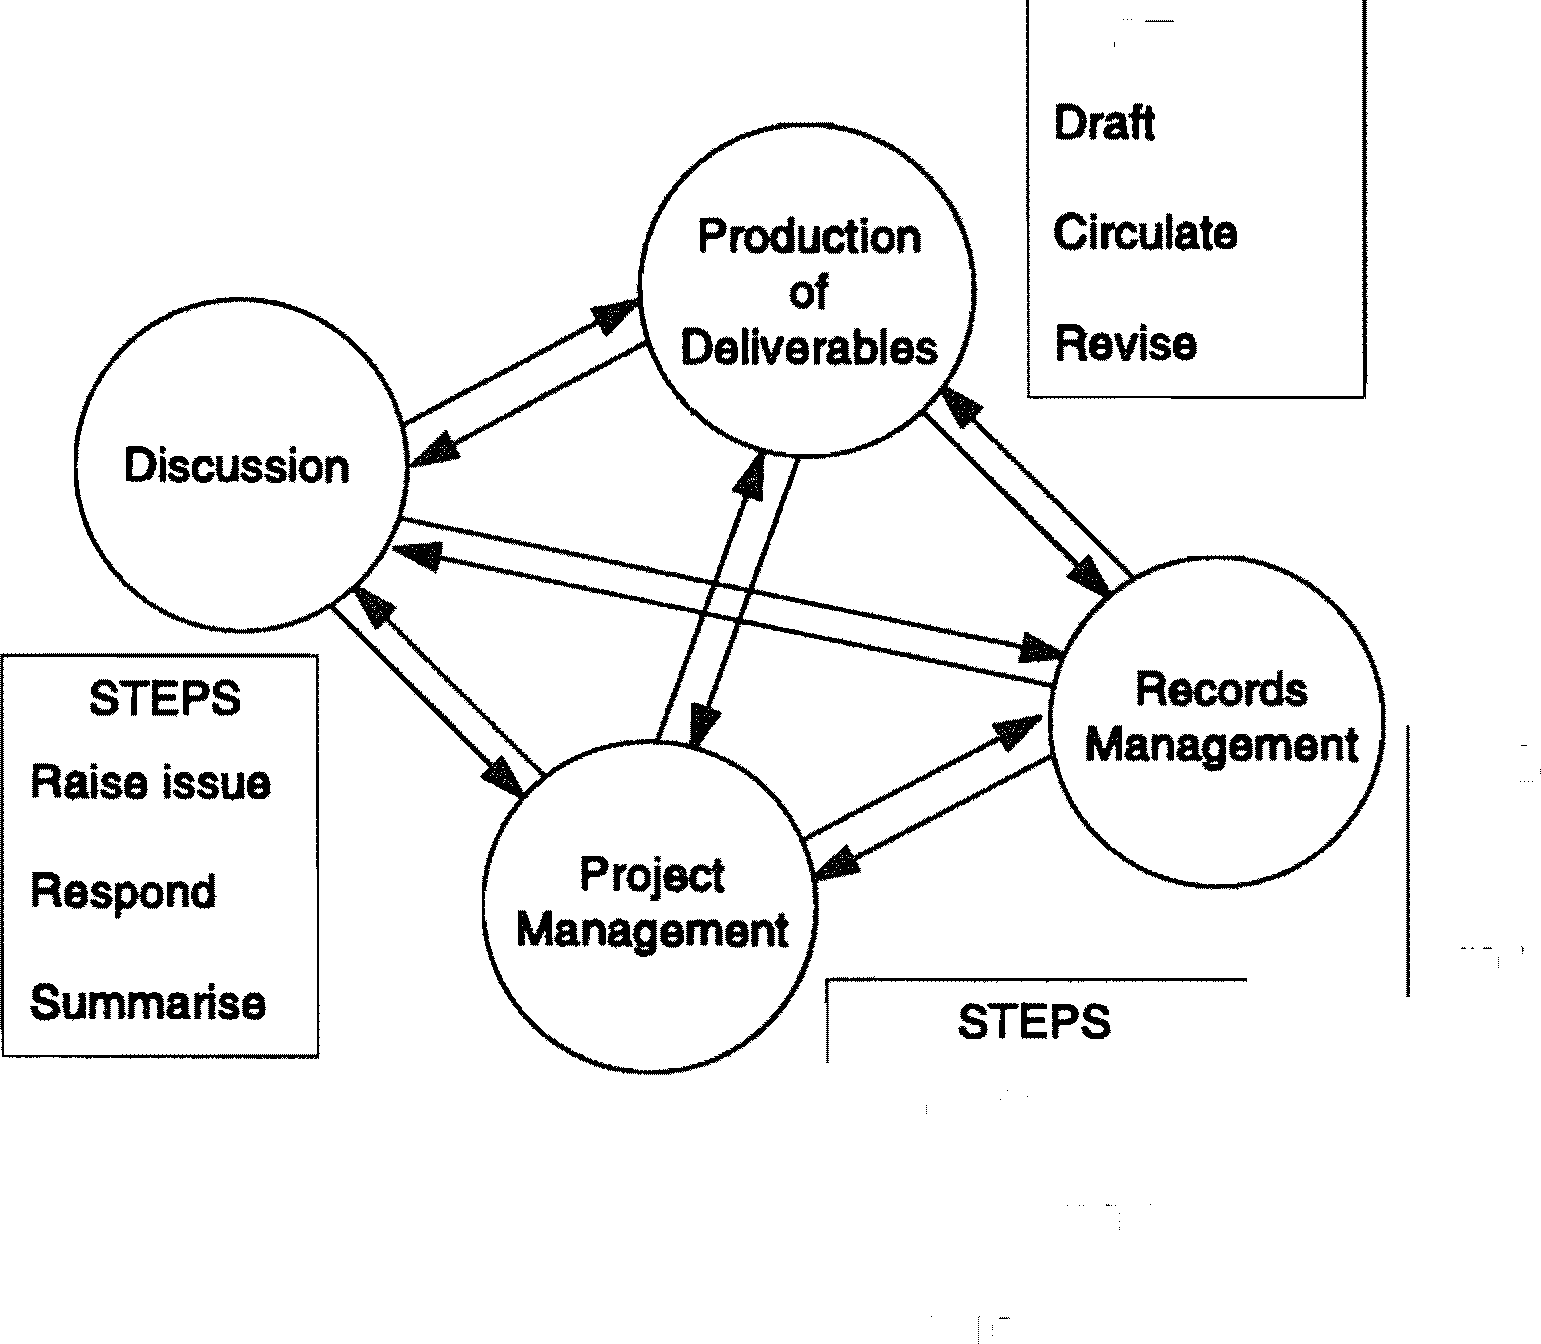 Draft
Circulate
Revise
Production
of
Deliverables
Discussion
Records
Management
Project
Management
STEPS
Raise issue
Respond
Summarise
STEPS